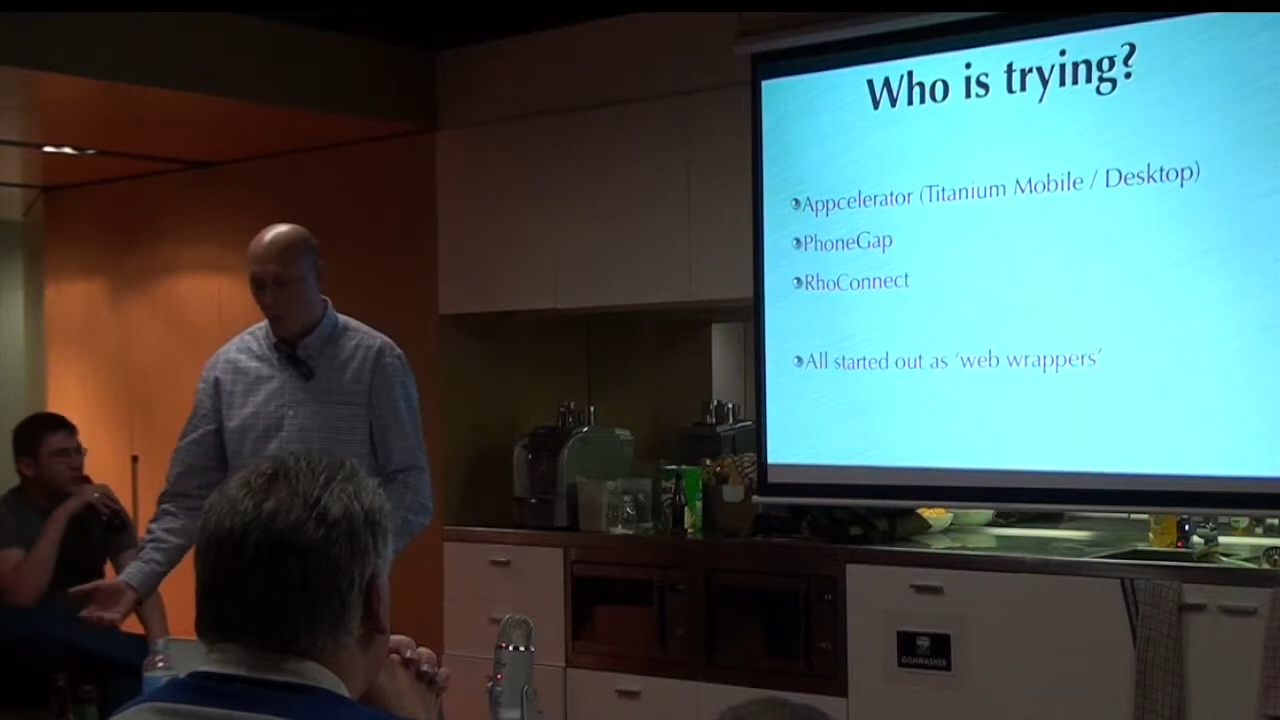 Who is trying?
Appcelerator (Titanium Mobile / Desktop)
PhoneGap
RhoConnect
All started out as ‘web wrappers’
DISHWASHER